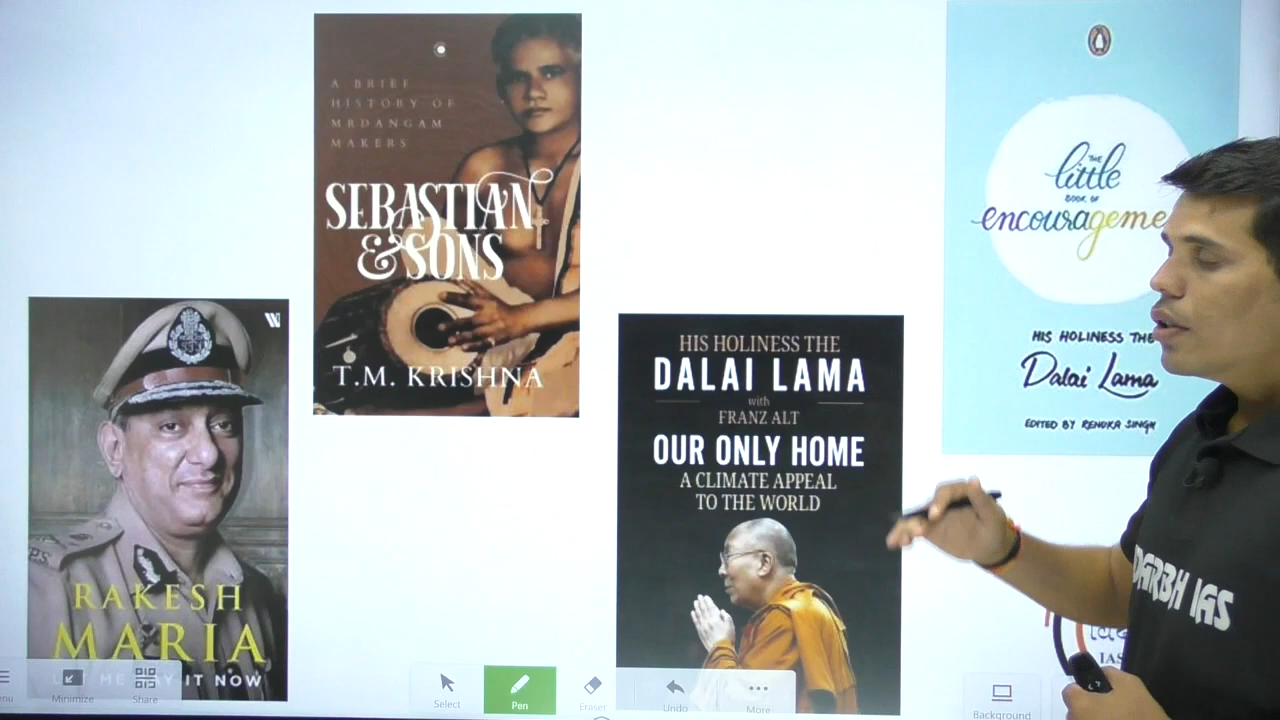 A BRIEF
HISTORY OF
MRDANGAM
MAKERS
SEBASTIAN
& SONS
T.M. KRISHNA
W
RAKESH
MARIA
IT NOW
HIS HOLINESS THE
DALAI LAMA
with
FRANZ ALT
OUR ONLY HOME
A CLIMATE APPEAL
TO THE WORLD
THE
little
BOOK OF
encourageme
HIS HOLINESS THE
Dalai Lama
EDITED BY RENUKA SINGH
DARBH IAS
IAS
Minimize
Share
Select
Pen
Eraser
Undo
More
Background